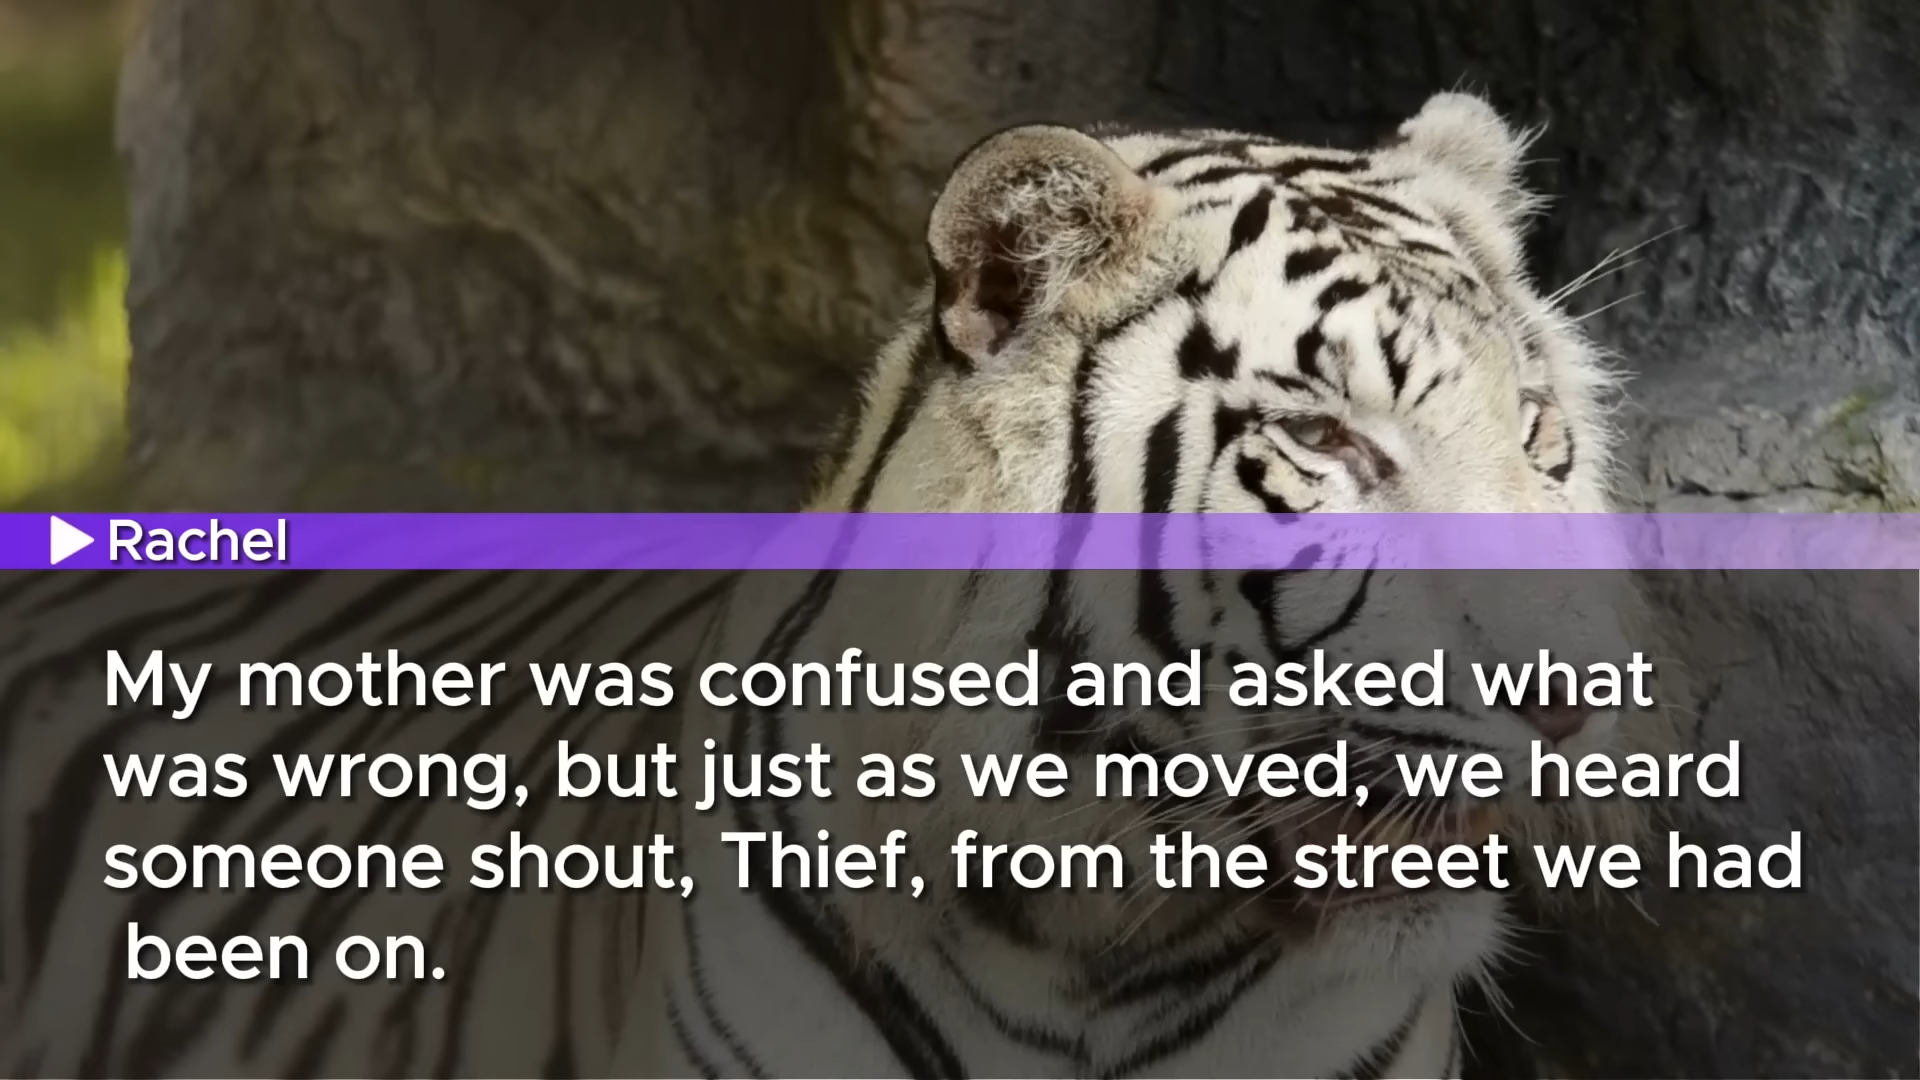 Rachel
My mother was confused and asked what
was wrong, but just as we moved, we heard
someone shout, Thief, from the street we had
been on.